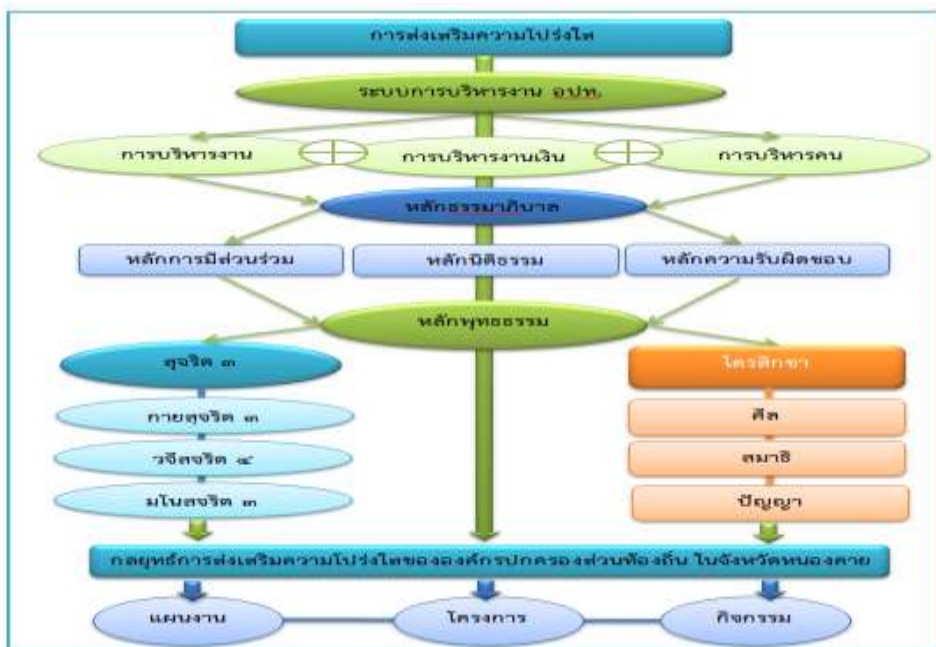 การส่งเสริมความโปร่งใส
ระบบการบริหารงาน อปท.
การบริหารงาน
การบริหารงานเงิน
การบริหารคน
หลักธรรมาภิบาล
หลักการมีส่วนร่วม
หลักนิติธรรม
หลักความรับผิดชอบ
หลักพุทธธรรม
สุจริต ๓
ไตรสิกขา
กายสุจริต ๓
ศีล
วจีสุจริต ๔
สมาธิ
มโนสุจริต ๓
ปัญญา
กลยุทธ์การส่งเสริมความโปร่งใสขององค์กรปกครองส่วนท้องถิ่น ในจังหวัดหนองคาย
แผนงาน
โครงการ
กิจกรรม